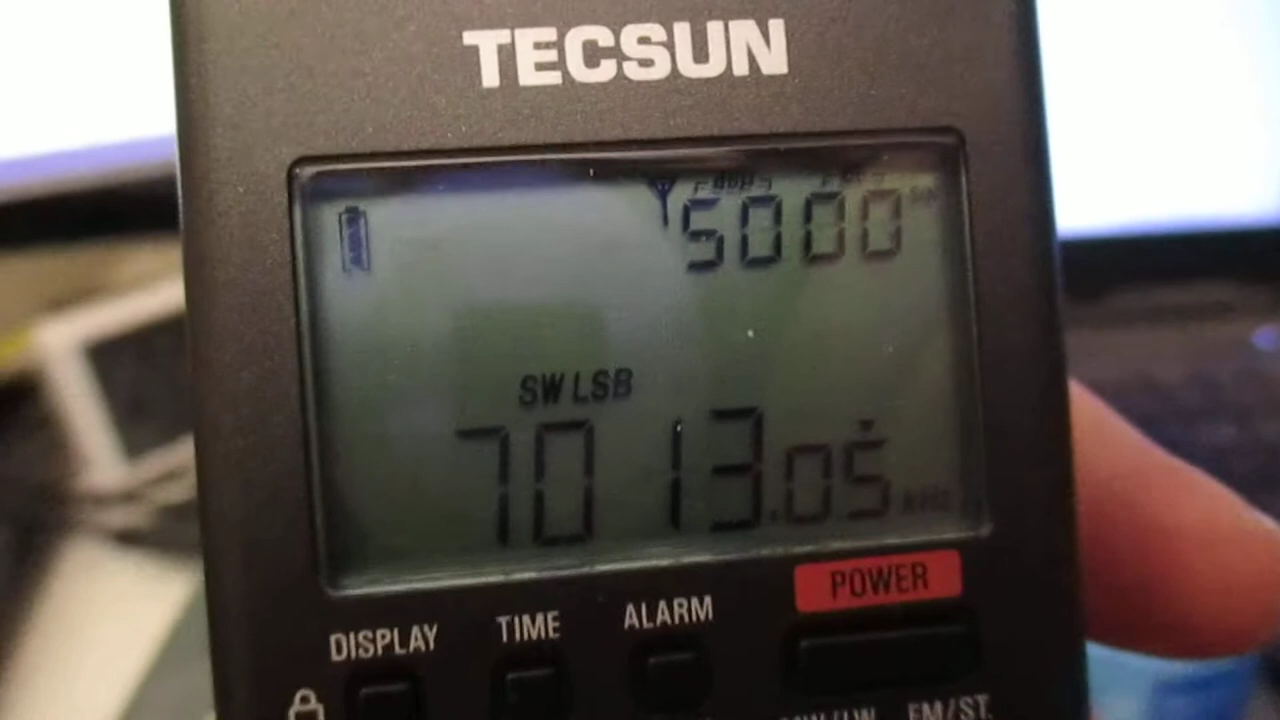 TECSUN
5000
SW LSB
7013.05
POWER
DISPLAY TIME ALARM
FM/ST.